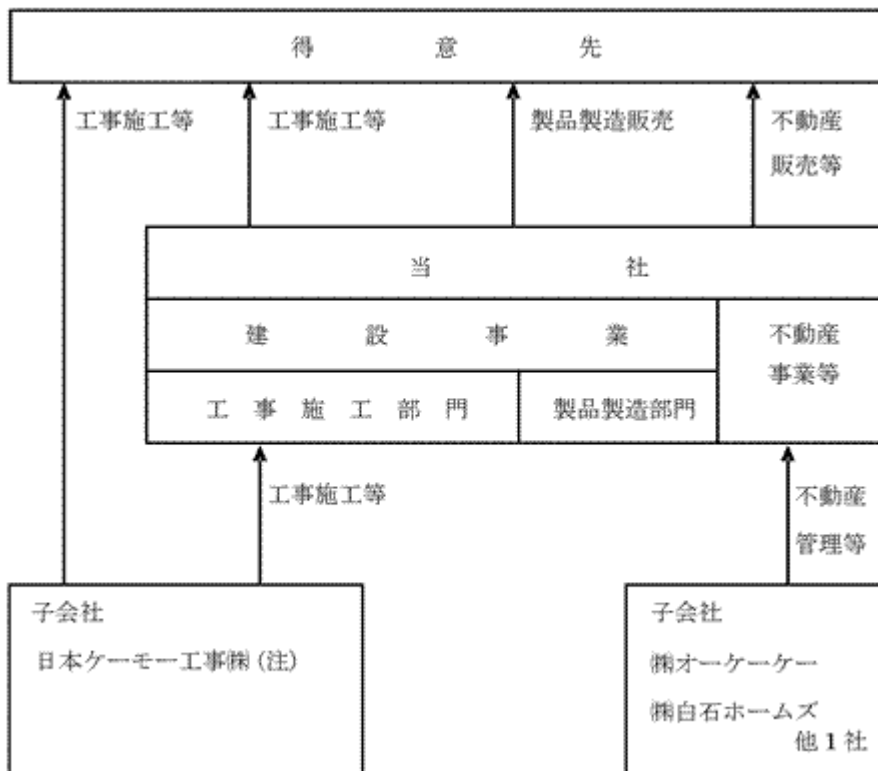 得意先
工事施工等
工事施工等
製品製造販売
不動産
販売等
当社
建設事業
不動産
事業等
工事施工部門
製品製造部門
工事施工等
不動産
管理等
子会社
日本ケーモー工事㈱(注)
子会社
㈱オーケーケー
㈱白石ホームズ
他1社